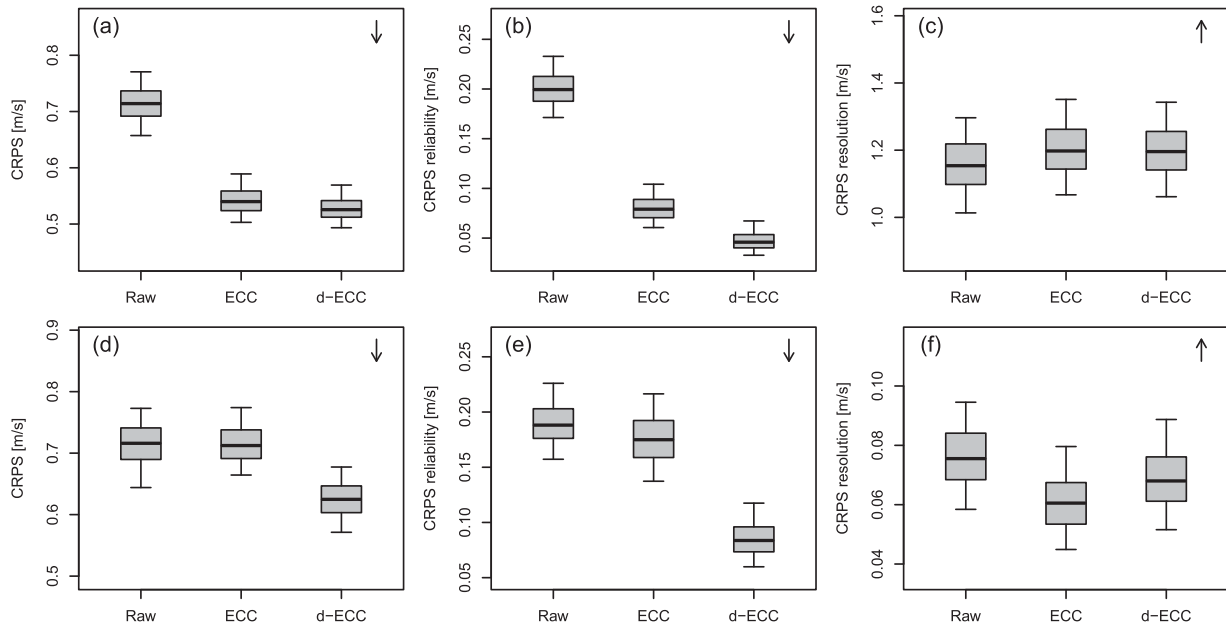 (a)
CRPS [m/s]
0.8
0.7
0.6
0.5
Raw ECC d−ECC
(b)
CRPS reliability [m/s]
0.25
0.20
0.15
0.10
0.05
Raw ECC d−ECC
(c)
CRPS resolution [m/s]
1.6
1.4
1.2
1.0
Raw ECC d−ECC
(d)
CRPS [m/s]
0.9
0.8
0.7
0.6
0.5
Raw ECC d−ECC
(e)
CRPS reliability [m/s]
0.25
0.20
0.15
0.10
0.05
Raw ECC d−ECC
(f)
CRPS resolution [m/s]
0.10
0.08
0.06
0.04
Raw ECC d−ECC